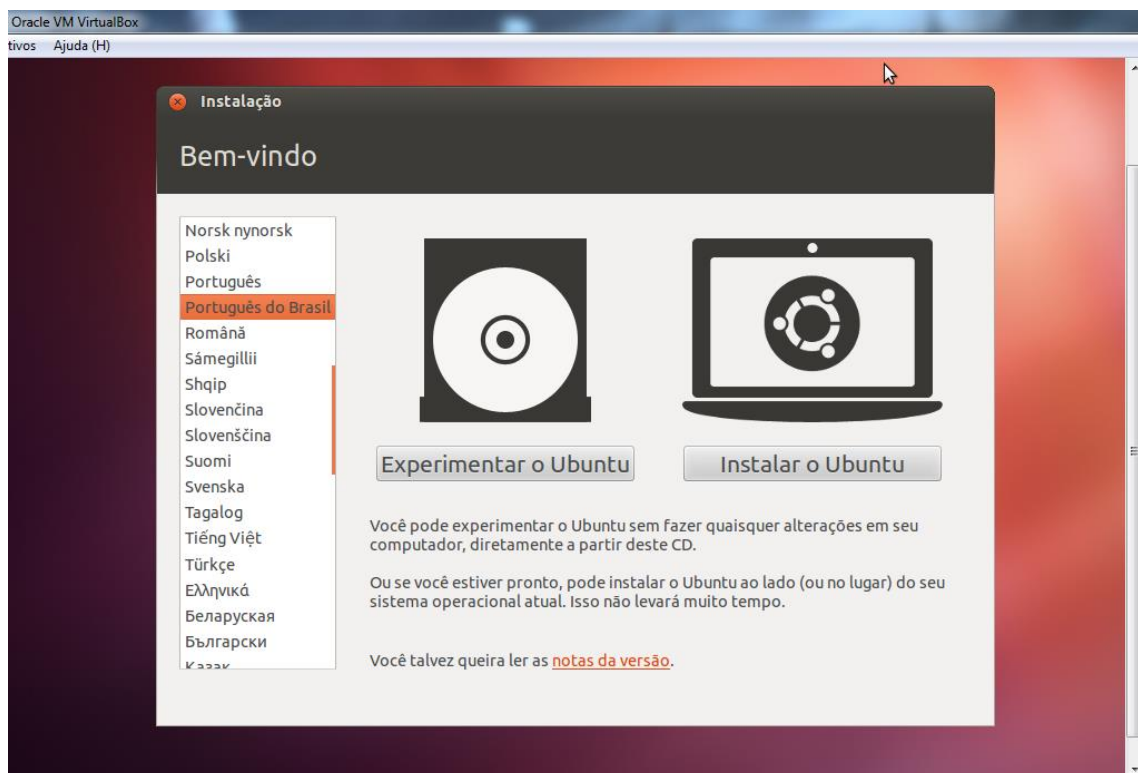 Oracle VM VirtualBox
tivos Ajuda (H)
Instalação
Bem-vindo
Norsk nynorsk
Polski
Português
Português do Brasil
Română
Sámegillii
Shqip
Slovenčina
Slovenščina
Suomi
Svenska
Tagalog
Tiếng Việt
Türkçe
Ελληνικά
Беларуская
Български
Казак
Experimentar o Ubuntu
Instalar o Ubuntu
Você pode experimentar o Ubuntu sem fazer quaisquer alterações em seu
computador, diretamente a partir deste CD.
Ou se você estiver pronto, pode instalar o Ubuntu ao lado (ou no lugar) do seu
sistema operacional atual. Isso não levará muito tempo.
Você talvez queira ler as notas da versão.